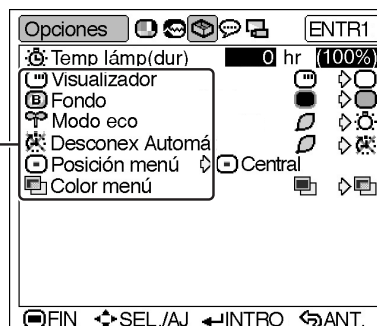 Opciones ENTR1
Temp lámp(dur) 0 hr (100%)
Visualizador
B Fondo
Modo eco
Desconex Automá
Posición menú Central
Color menú
FIN SEL./AJ INTRO ANT.